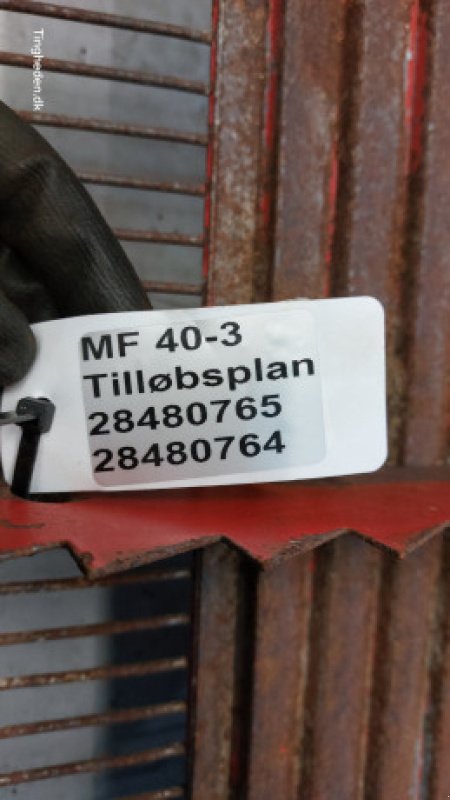 Tingheden.dk
MF 40-3
Tilløbsplan
28480765
28480764